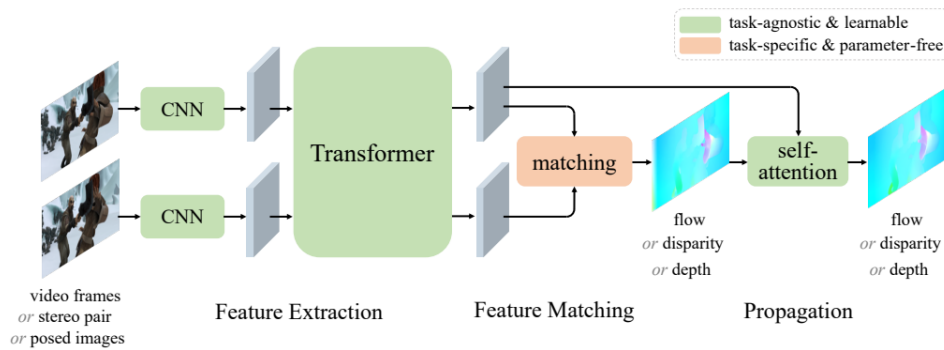 task-agnostic & learnable
task-specific & parameter-free
CNN
CNN
Transformer
matching
self-
attention
flow
or disparity
or depth
flow
or disparity
or depth
video frames
or stereo pair
or posed images
Feature Extraction
Feature Matching
Propagation